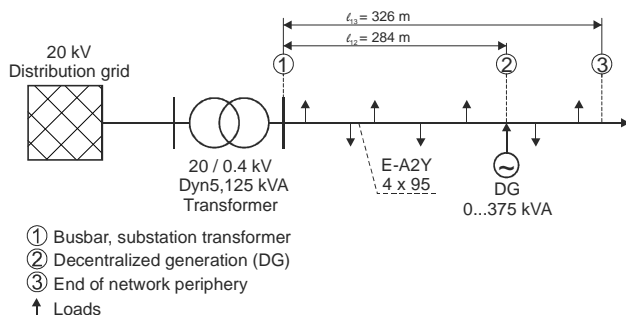 20 kV
Distribution grid
ℓ13 = 326 m
ℓ12 = 284 m
1
2
3
20 / 0.4 kV
Dyn5,125 kVA
Transformer
E-A2Y
4 x 95
~
DG
0...375 kVA
1 Busbar, substation transformer
2 Decentralized generation (DG)
3 End of network periphery
Loads